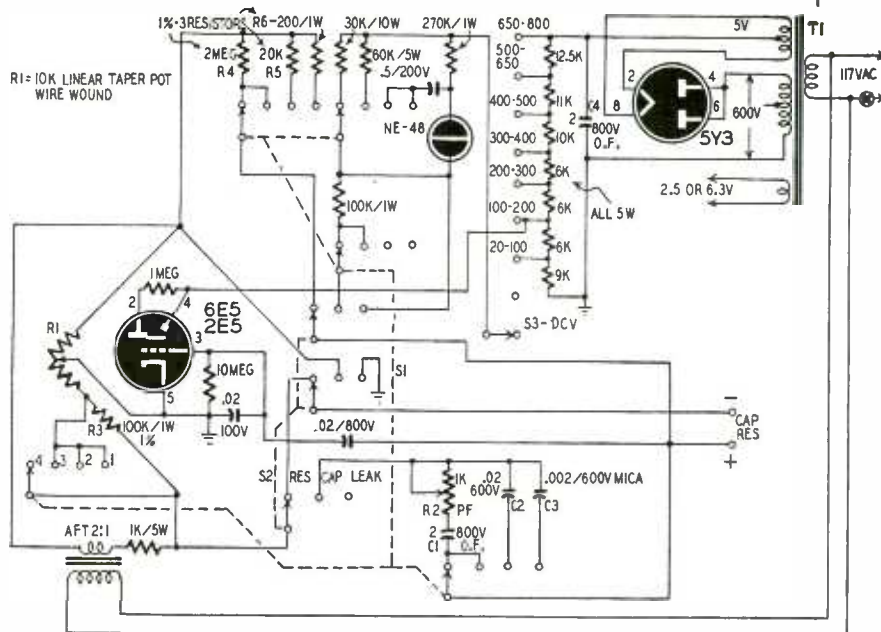 1% · 3 RESISTORS R6-200/1W
30K/10W
270K/1W
650-800
5V
T1
2MEG
R4
20K
R5
60K/5W
.5/200V
500-
650
12.5K
2
4
8
6
117VAC
R1 = 10K LINEAR TAPER POT
WIRE WOUND
400-500
11K
C4
2
800V
O.F.
600V
5Y3
NE-48
300-400
10K
200-300
6K
ALL 5W
2.5 OR 6.3V
100K/1W
100-200
6K
20-100
6K
9K
1MEG
2
4
6E5
2E5
3
S3-DCV
R1
10MEG
5
.02
100V
S1
R3
100K/1W
1%
.02/800V
-
CAP
RES
+
4
3
2
1
S2
RES
CAP
LEAK
1K
R2
PF
.02
600V
C2
.002/600V MICA
C3
AFT 2:1
1K/5W
2
800V
C1
O.F.